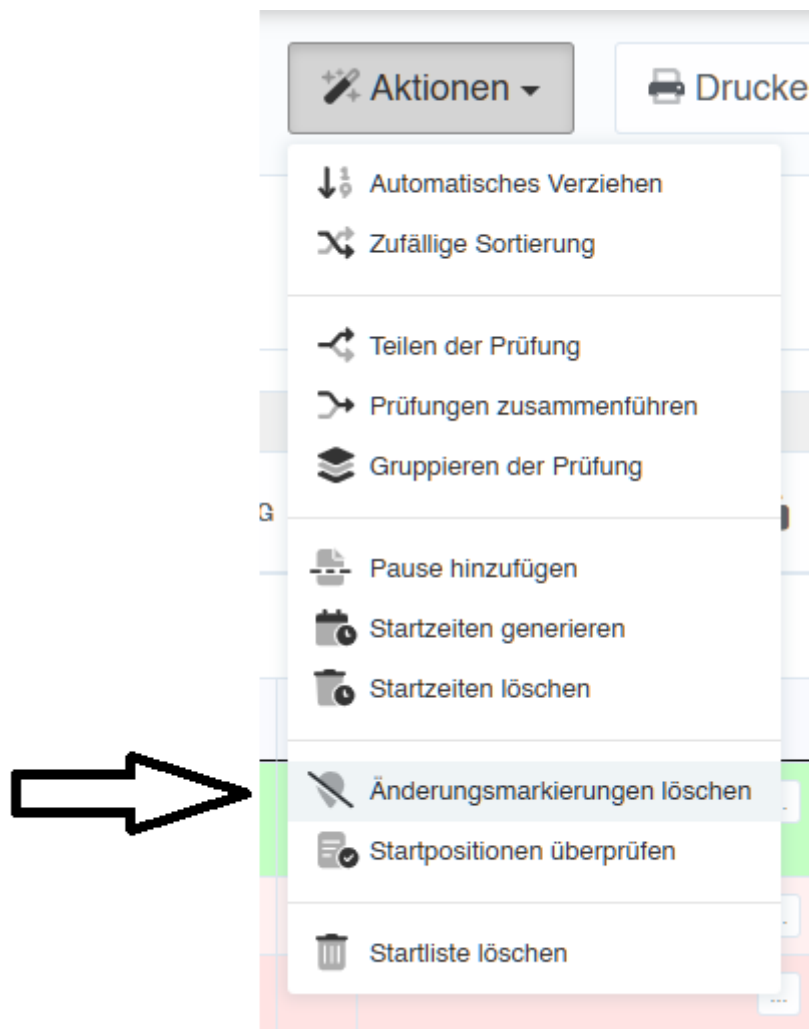 Aktionen
Drucke
Automatisches Verziehen
Zufällige Sortierung
Teilen der Prüfung
Prüfungen zusammenführen
Gruppieren der Prüfung
G
Pause hinzufügen
Startzeiten generieren
Startzeiten löschen
Änderungsmarkierungen löschen
Startpositionen überprüfen
Startliste löschen
...